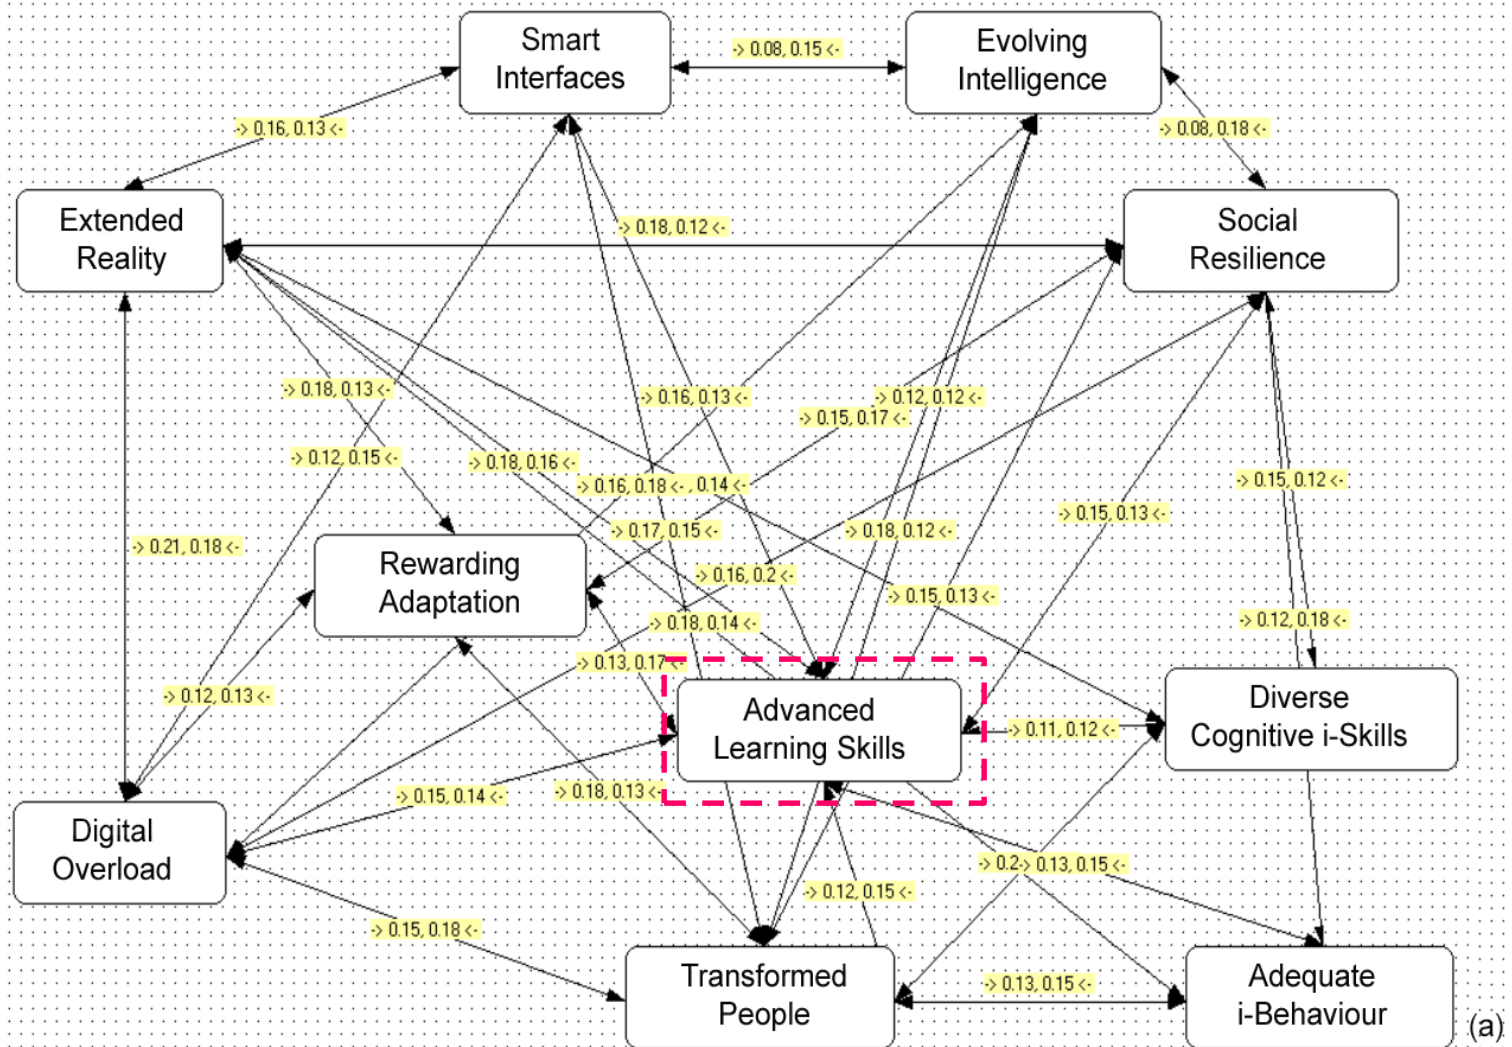 Smart
Interfaces
-> 0.08, 0.15 <-
Evolving
Intelligence
-> 0.16, 0.13 <-
-> 0.08, 0.18 <-
Extended
Reality
-> 0.18, 0.12 <-
Social
Resilience
-> 0.18, 0.13 <-
-> 0.16, 0.13 <-
-> 0.12, 0.12 <-
-> 0.15, 0.17 <-
-> 0.12, 0.15 <-
-> 0.18, 0.16 <-
-> 0.16, 0.18 <-
, 0.14 <-
-> 0.15, 0.12 <-
-> 0.15, 0.13 <-
-> 0.17, 0.15 <-
-> 0.18, 0.12 <-
-> 0.21, 0.18 <-
Rewarding
Adaptation
-> 0.16, 0.2 <-
-> 0.15, 0.13 <-
-> 0.18, 0.14 <-
-> 0.12, 0.18 <-
-> 0.13, 0.17 <-
-> 0.12, 0.13 <-
Advanced
Learning Skills
-> 0.11, 0.12 <-
Diverse
Cognitive i-Skills
-> 0.15, 0.14 <-
-> 0.18, 0.13 <-
Digital
Overload
-> 0.2
-> 0.13, 0.15 <-
-> 0.12, 0.15 <-
-> 0.15, 0.18 <-
Transformed
People
-> 0.13, 0.15 <-
Adequate
i-Behaviour
(a)